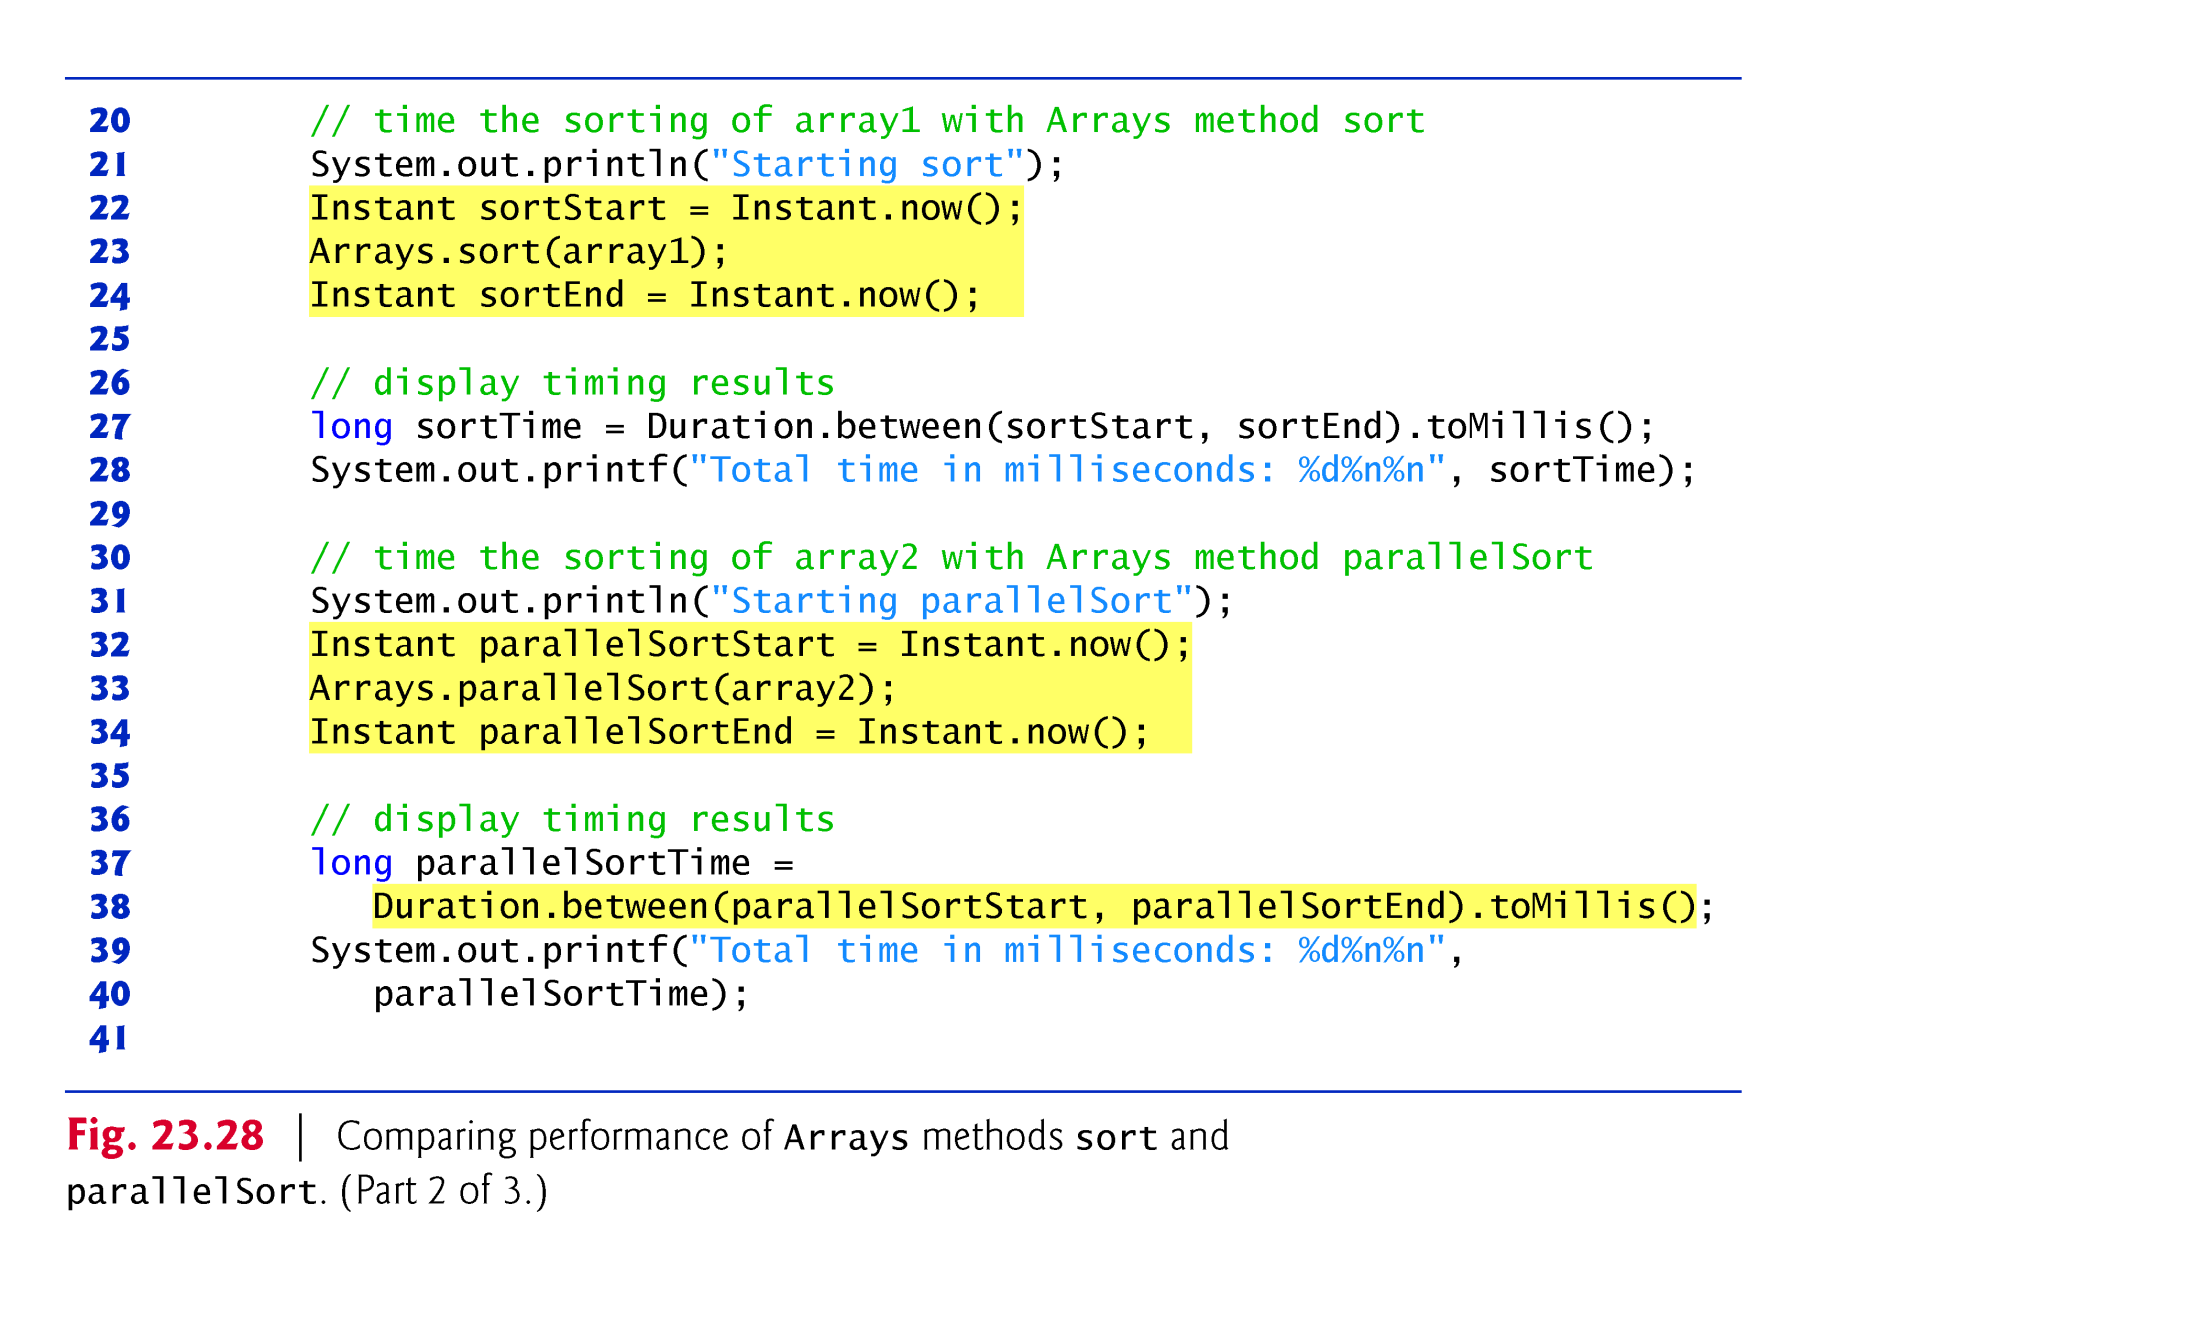 20 // time the sorting of array1 with Arrays method sort
21 System.out.println("Starting sort");
22 Instant sortStart = Instant.now();
23 Arrays.sort(array1);
24 Instant sortEnd = Instant.now();
25
26 // display timing results
27 long sortTime = Duration.between(sortStart, sortEnd).toMillis();
28 System.out.printf("Total time in milliseconds: %d%n%n", sortTime);
29
30 // time the sorting of array2 with Arrays method parallelSort
31 System.out.println("Starting parallelSort");
32 Instant parallelSortStart = Instant.now();
33 Arrays.parallelSort(array2);
34 Instant parallelSortEnd = Instant.now();
35
36 // display timing results
37 long parallelSortTime =
38 Duration.between(parallelSortStart, parallelSortEnd).toMillis();
39 System.out.printf("Total time in milliseconds: %d%n%n",
40 parallelSortTime);
41
Fig. 23.28 | Comparing performance of Arrays methods sort and
parallelSort. (Part 2 of 3.)